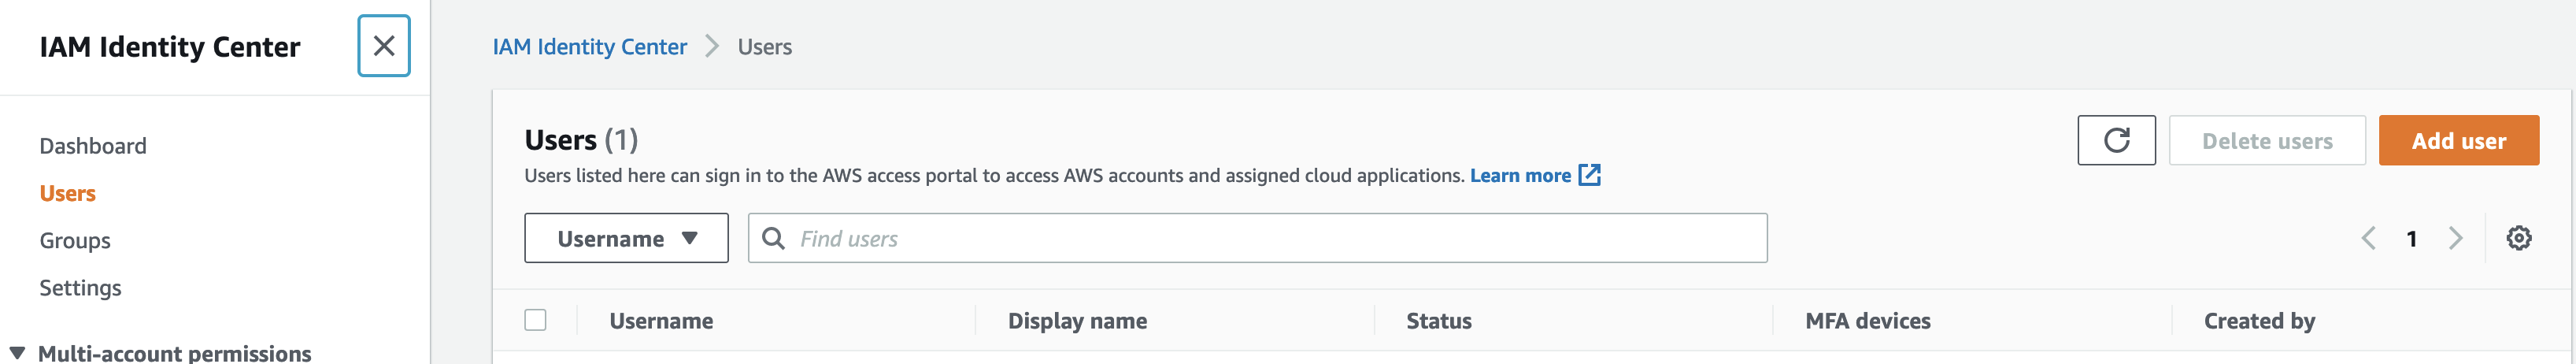 IAM Identity Center
Dashboard
Users
Groups
Settings
Multi-account permissions
IAM Identity Center > Users
Users (1)
Users listed here can sign in to the AWS access portal to access AWS accounts and assigned cloud applications. Learn more
Delete users
Add user
Username
Find users
1
Username Display name Status MFA devices Created by